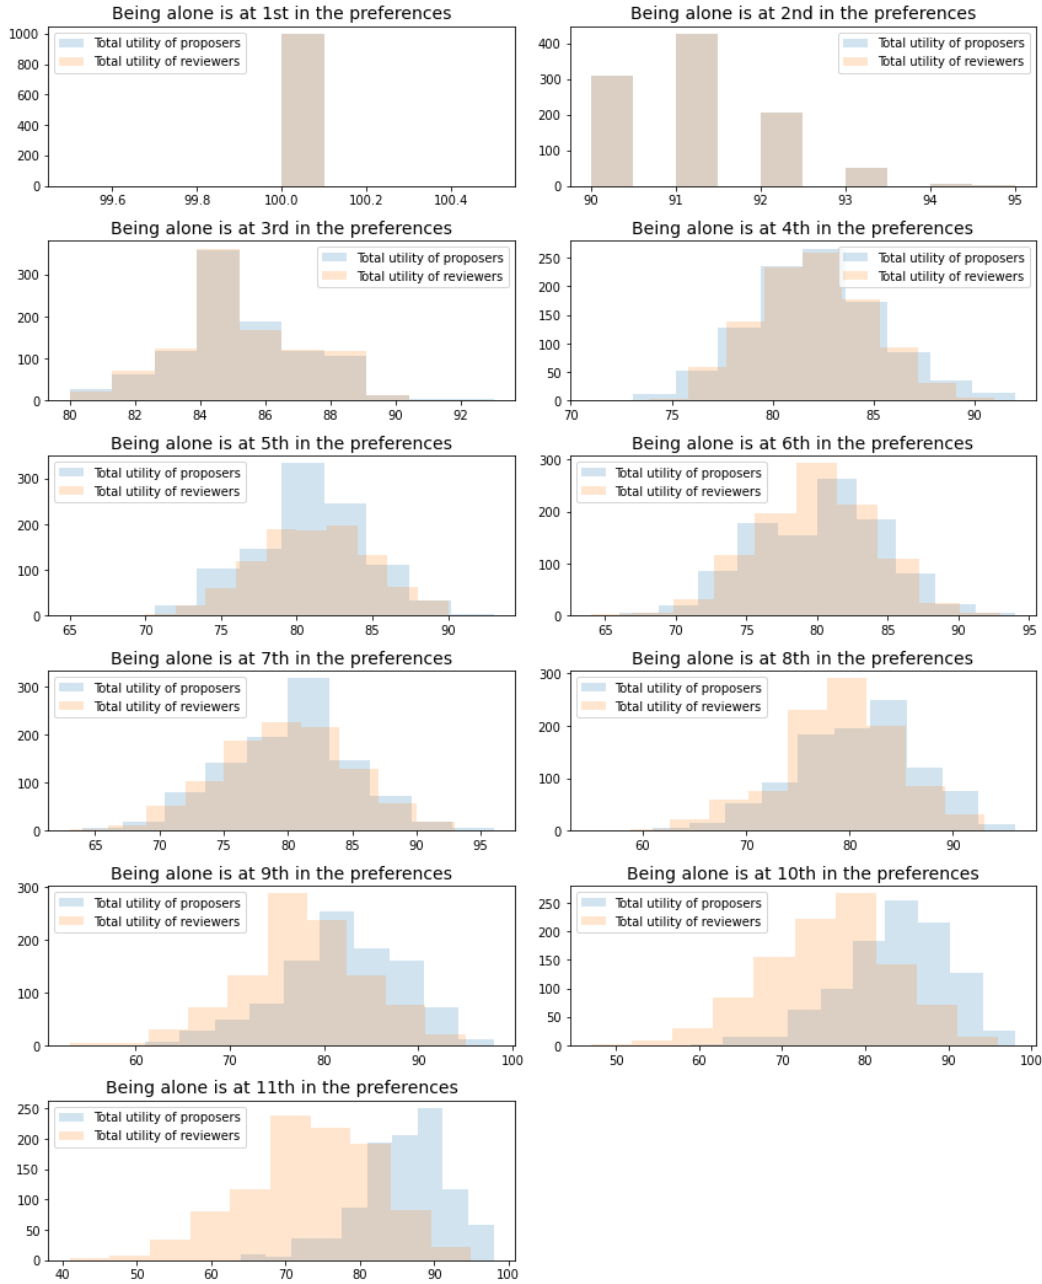 Being alone is at 1st in the preferences
1000
800
600
400
200
0
Total utility of proposers
Total utility of reviewers
99.6 99.8 100.0 100.2 100.4
Being alone is at 2nd in the preferences
400
300
200
100
0
Total utility of proposers
Total utility of reviewers
90 91 92 93 94 95
Being alone is at 3rd in the preferences
300
200
100
0
Total utility of proposers
Total utility of reviewers
80 82 84 86 88 90 92
Being alone is at 4th in the preferences
250
200
150
100
50
0
Total utility of proposers
Total utility of reviewers
70 75 80 85 90
Being alone is at 5th in the preferences
300
200
100
0
Total utility of proposers
Total utility of reviewers
65 70 75 80 85 90
Being alone is at 6th in the preferences
300
200
100
0
Total utility of proposers
Total utility of reviewers
65 70 75 80 85 90 95
Being alone is at 7th in the preferences
300
200
100
0
Total utility of proposers
Total utility of reviewers
65 70 75 80 85 90 95
Being alone is at 8th in the preferences
300
200
100
0
Total utility of proposers
Total utility of reviewers
60 70 80 90
Being alone is at 9th in the preferences
300
200
100
0
Total utility of proposers
Total utility of reviewers
60 70 80 90 100
Being alone is at 10th in the preferences
250
200
150
100
50
0
Total utility of proposers
Total utility of reviewers
50 60 70 80 90 100
Being alone is at 11th in the preferences
250
200
150
100
50
0
Total utility of proposers
Total utility of reviewers
40 50 60 70 80 90 100